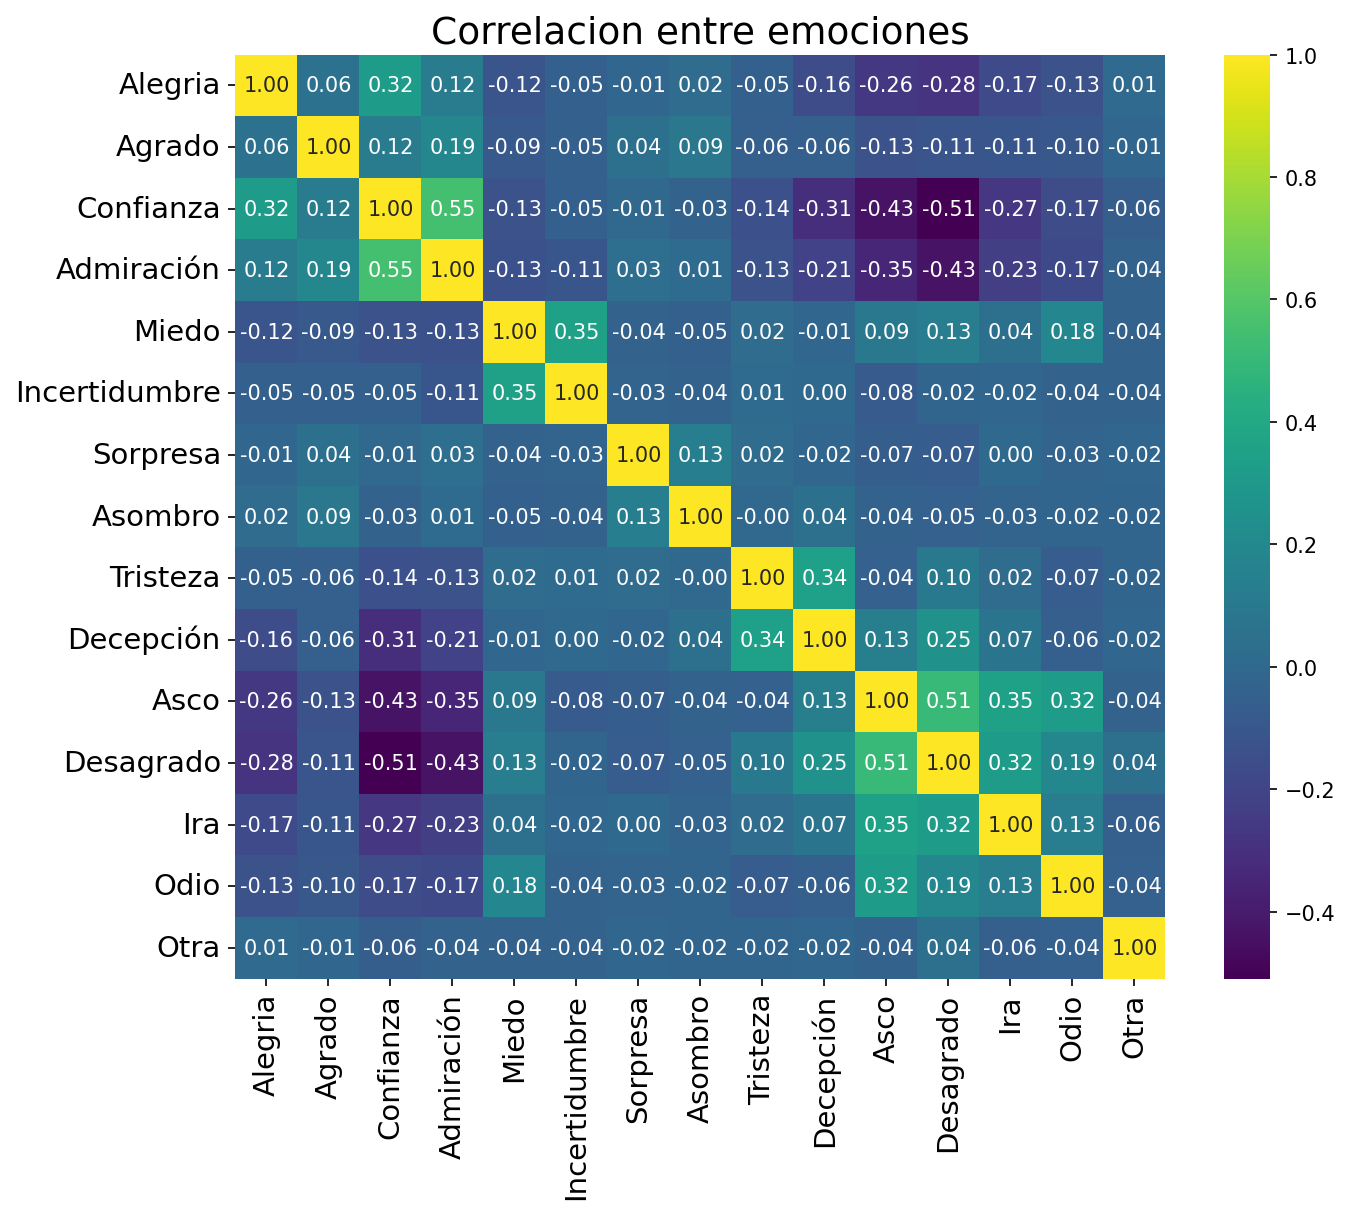 Correlacion entre emociones
Alegria 1.00 0.06 0.32 0.12 -0.12 -0.05 -0.01 0.02 -0.05 -0.16 -0.26 -0.28 -0.17 -0.13 0.01
Agrado 0.06 1.00 0.12 0.19 -0.09 -0.05 0.04 0.09 -0.06 -0.06 -0.13 -0.11 -0.11 -0.10 -0.01
Confianza 0.32 0.12 1.00 0.55 -0.13 -0.05 -0.01 -0.03 -0.14 -0.31 -0.43 -0.51 -0.27 -0.17 -0.06
Admiración 0.12 0.19 0.55 1.00 -0.13 -0.11 0.03 0.01 -0.13 -0.21 -0.35 -0.43 -0.23 -0.17 -0.04
Miedo -0.12 -0.09 -0.13 -0.13 1.00 0.35 -0.04 -0.05 0.02 -0.01 0.09 0.13 0.04 0.18 -0.04
Incertidumbre -0.05 -0.05 -0.05 -0.11 0.35 1.00 -0.03 -0.04 0.01 0.00 -0.08 -0.02 -0.02 -0.04 -0.04
Sorpresa -0.01 0.04 -0.01 0.03 -0.04 -0.03 1.00 0.13 0.02 -0.02 -0.07 -0.07 0.00 -0.03 -0.02
Asombro 0.02 0.09 -0.03 0.01 -0.05 -0.04 0.13 1.00 -0.00 0.04 -0.04 -0.05 -0.03 -0.02 -0.02
Tristeza -0.05 -0.06 -0.14 -0.13 0.02 0.01 0.02 -0.00 1.00 0.34 -0.04 0.10 0.02 -0.07 -0.02
Decepción -0.16 -0.06 -0.31 -0.21 -0.01 0.00 -0.02 0.04 0.34 1.00 0.13 0.25 0.07 -0.06 -0.02
Asco -0.26 -0.13 -0.43 -0.35 0.09 -0.08 -0.07 -0.04 -0.04 0.13 1.00 0.51 0.35 0.32 -0.04
Desagrado -0.28 -0.11 -0.51 -0.43 0.13 -0.02 -0.07 -0.05 0.10 0.25 0.51 1.00 0.32 0.19 0.04
Ira -0.17 -0.11 -0.27 -0.23 0.04 -0.02 0.00 -0.03 0.02 0.07 0.35 0.32 1.00 0.13 -0.06
Odio -0.13 -0.10 -0.17 -0.17 0.18 -0.04 -0.03 -0.02 -0.07 -0.06 0.32 0.19 0.13 1.00 -0.04
Otra 0.01 -0.01 -0.06 -0.04 -0.04 -0.04 -0.02 -0.02 -0.02 -0.02 -0.04 0.04 -0.06 -0.04 1.00
Alegria
Agrado
Confianza
Admiración
Miedo
Incertidumbre
Sorpresa
Asombro
Tristeza
Decepción
Asco
Desagrado
Ira
Odio
Otra
1.0
0.8
0.6
0.4
0.2
0.0
−0.2
−0.4